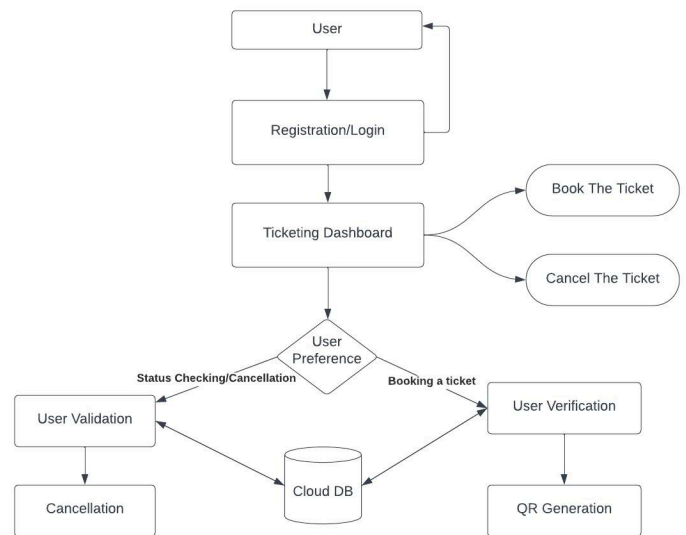 User
Registration/Login
Book The Ticket
Ticketing Dashboard
Cancel The Ticket
User
Preference
Status Checking/Cancellation
Booking a ticket
User Validation
User Verification
Cloud DB
Cancellation
QR Generation